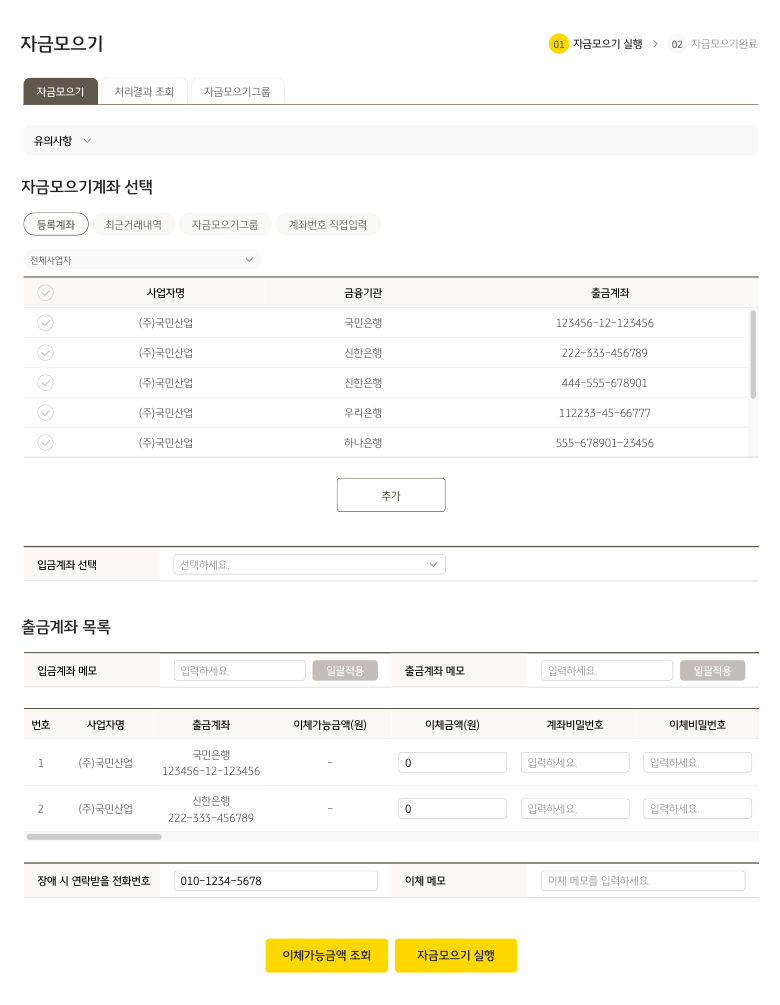 자금모으기
01 자금모으기 실행 > 02 자금모으기완료
자금모으기 처리결과 조회 자금모으기그룹
유의사항
자금모으기계좌 선택
등록계좌 최근거래내역 자금모으기그룹 계좌번호 직접입력
전체사업자
사업자명 금융기관 출금계좌
(주)국민산업 국민은행 123456-12-123456
(주)국민산업 신한은행 222-333-456789
(주)국민산업 신한은행 444-555-678901
(주)국민산업 우리은행 112233-45-66777
(주)국민산업 하나은행 555-678901-23456
추가
입금계좌 선택 선택하세요.
출금계좌 목록
입금계좌 메모 입력하세요. 일괄적용 출금계좌 메모 입력하세요. 일괄적용
번호 사업자명 출금계좌 이체가능금액(원) 이체금액(원) 계좌비밀번호 이체비밀번호
국민은행
1 (주)국민산업 - 0 입력하세요. 입력하세요.
123456-12-123456
신한은행
2 (주)국민산업 - 0 입력하세요. 입력하세요.
222-333-456789
장애 시 연락받을 전화번호 010-1234-5678 이체 메모 이체 메모를 입력하세요.
이체가능금액 조회 자금모으기 실행